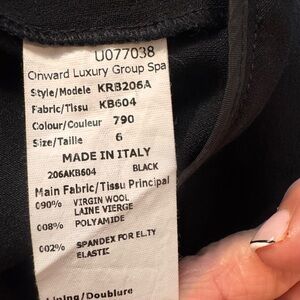 U077038
Onward Luxury Group Spa
Style/Modele KRB206A
Fabric/Tissu KB604
Colour/Couleur 790
Size/Taille 6
MADE IN ITALY
206AKB604 BLACK
Main Fabric/Tissu Principal
090% VIRGIN WOOL
LAINE VIERGE
008% POLYAMIDE
002% SPANDEX FOR EL.TY
ELASTIC
Lining/Doublure